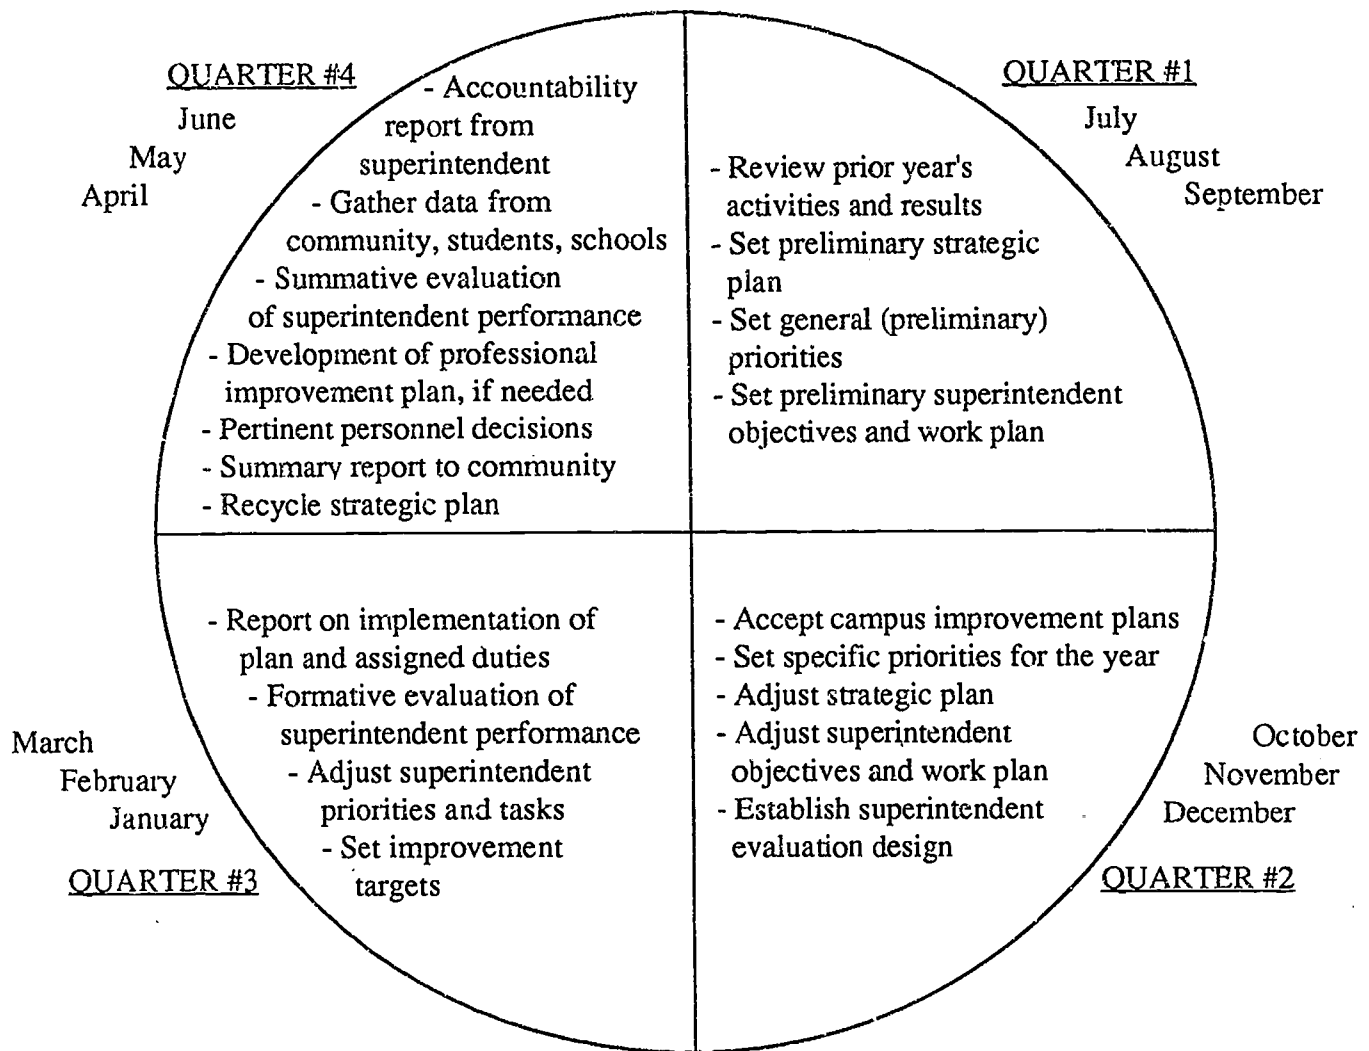 QUARTER #4
June
May
April
- Accountability
report from
superintendent
- Gather data from
community, students, schools
- Summative evaluation
of superintendent performance
- Development of professional
improvement plan, if needed
- Pertinent personnel decisions
- Summary report to community
- Recycle strategic plan
QUARTER #1
July
August
September
- Review prior year's
activities and results
- Set preliminary strategic
plan
- Set general (preliminary)
priorities
- Set preliminary superintendent
objectives and work plan
- Report on implementation of
plan and assigned duties
- Formative evaluation of
superintendent performance
- Adjust superintendent
priorities and tasks
- Set improvement
targets
March
February
January
QUARTER #3
- Accept campus improvement plans
- Set specific priorities for the year
- Adjust strategic plan
- Adjust superintendent
objectives and work plan
- Establish superintendent
evaluation design
October
November
December
QUARTER #2